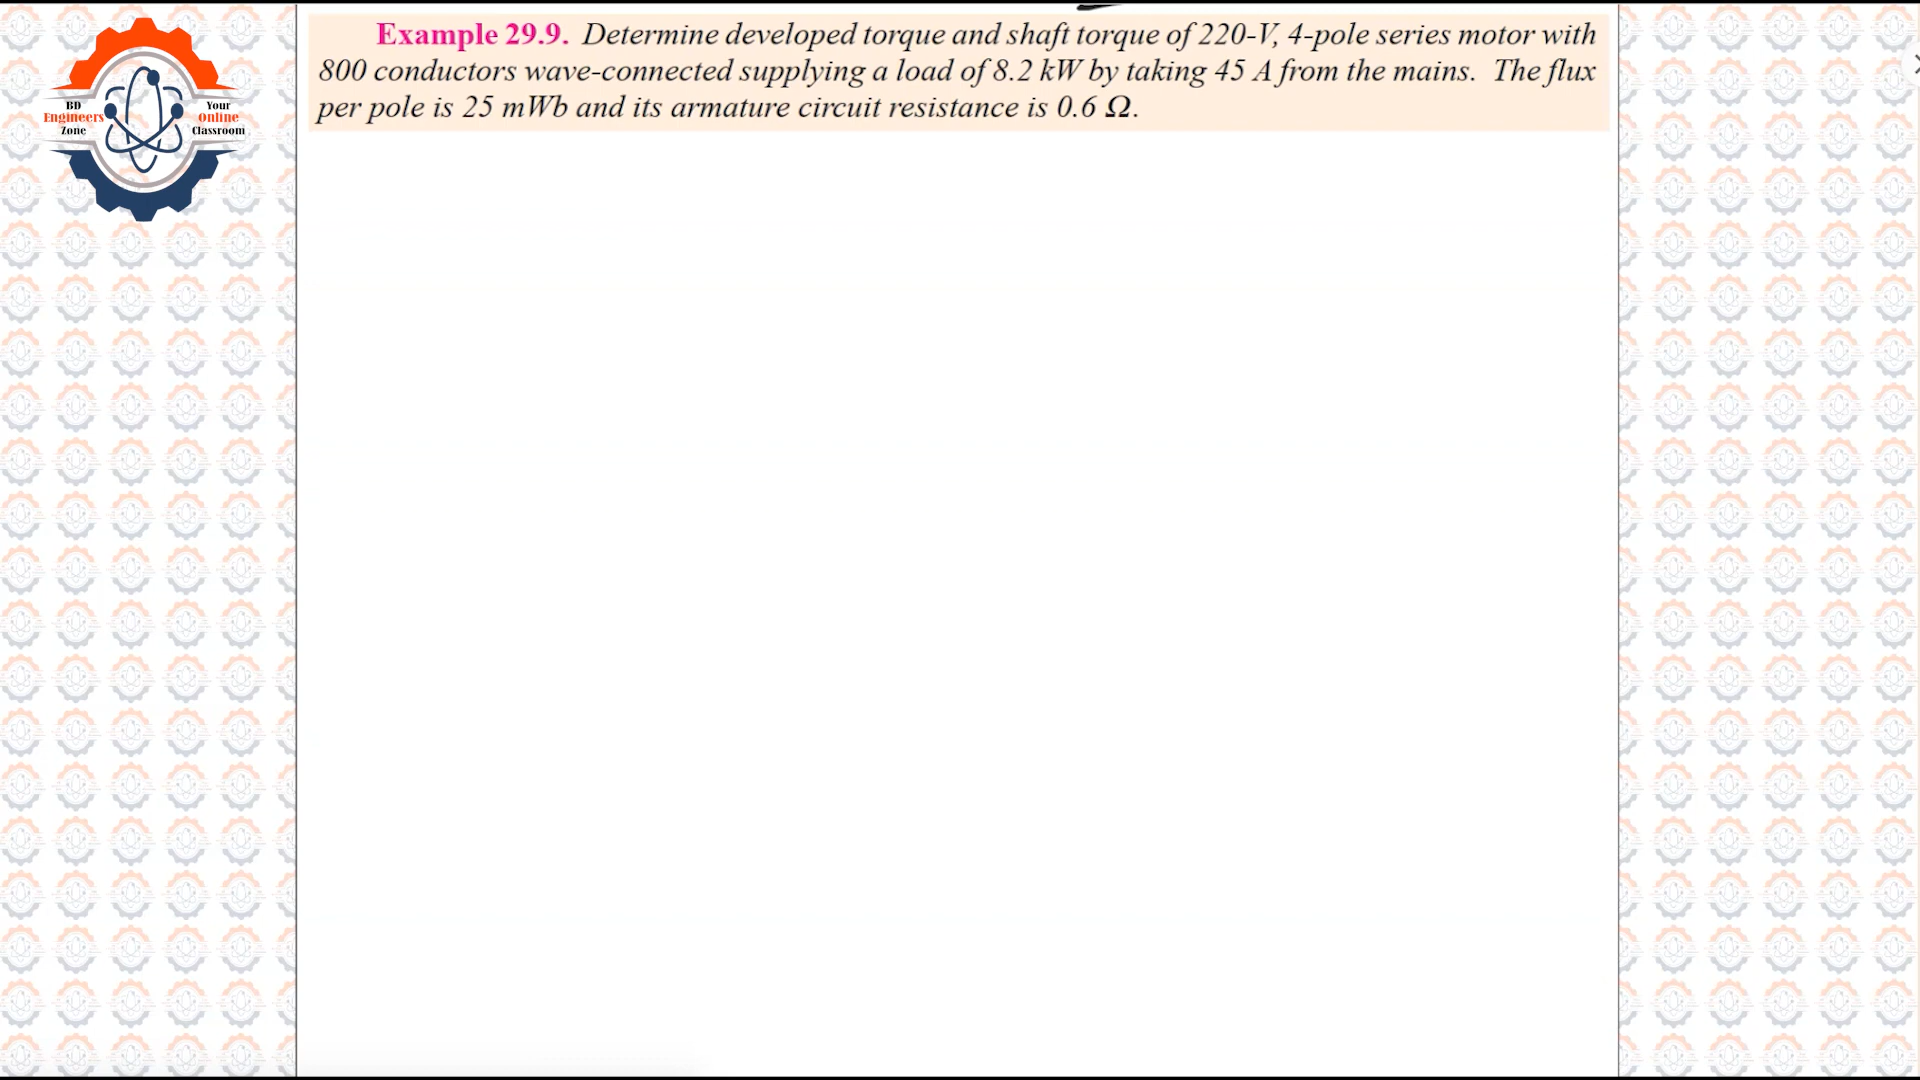 BD
Engineers
Zone
Your
Online
Classroom
Example 29.9. Determine developed torque and shaft torque of 220-V, 4-pole series motor with
800 conductors wave-connected supplying a load of 8.2 kW by taking 45 A from the mains. The flux
per pole is 25 mWb and its armature circuit resistance is 0.6 Ω.